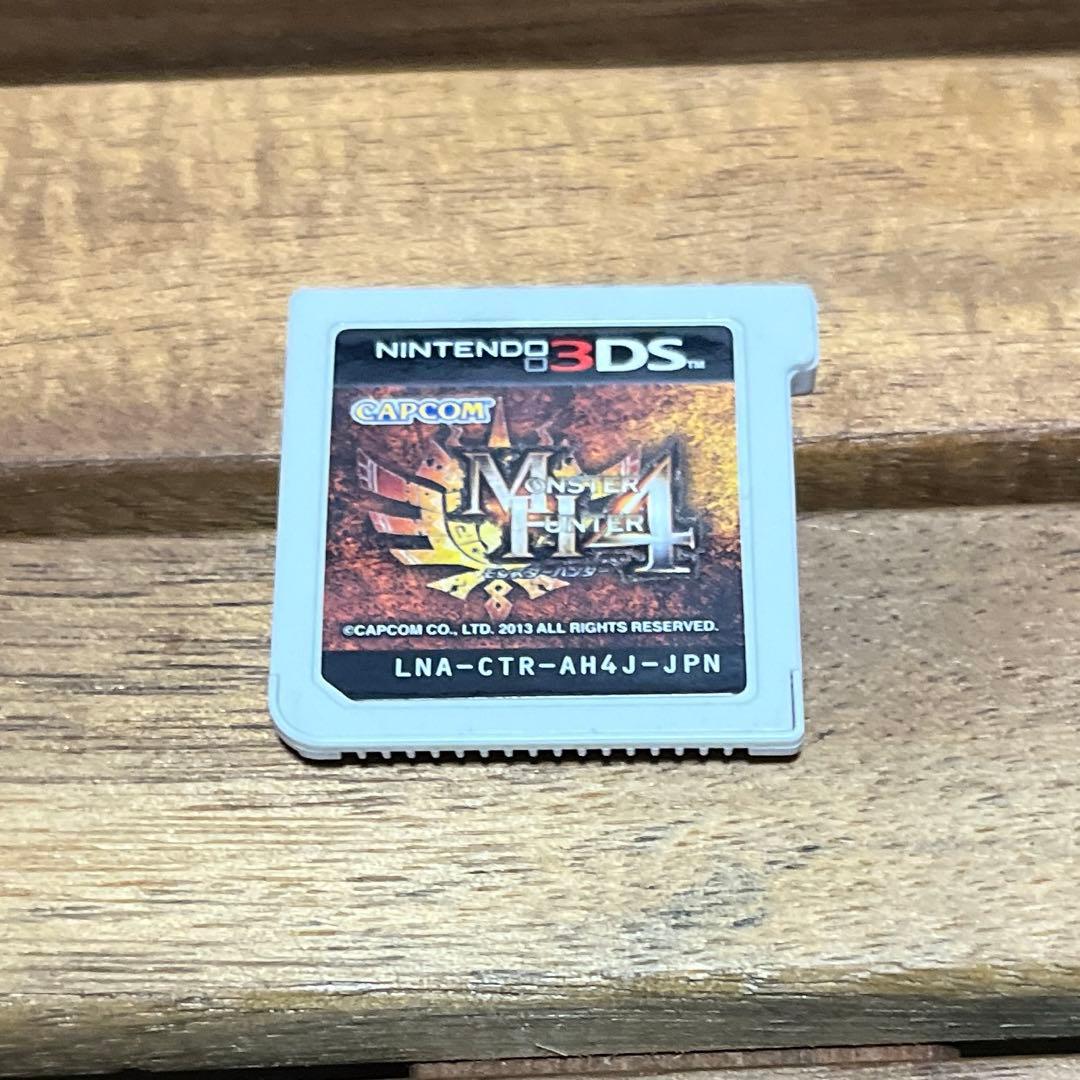 NINTENDO 3DS™
CAPCOM
MONSTER
HUNTER 4
モンスターハンター
©CAPCOM CO., LTD. 2013 ALL RIGHTS RESERVED.
LNA-CTR-AH4J-JPN